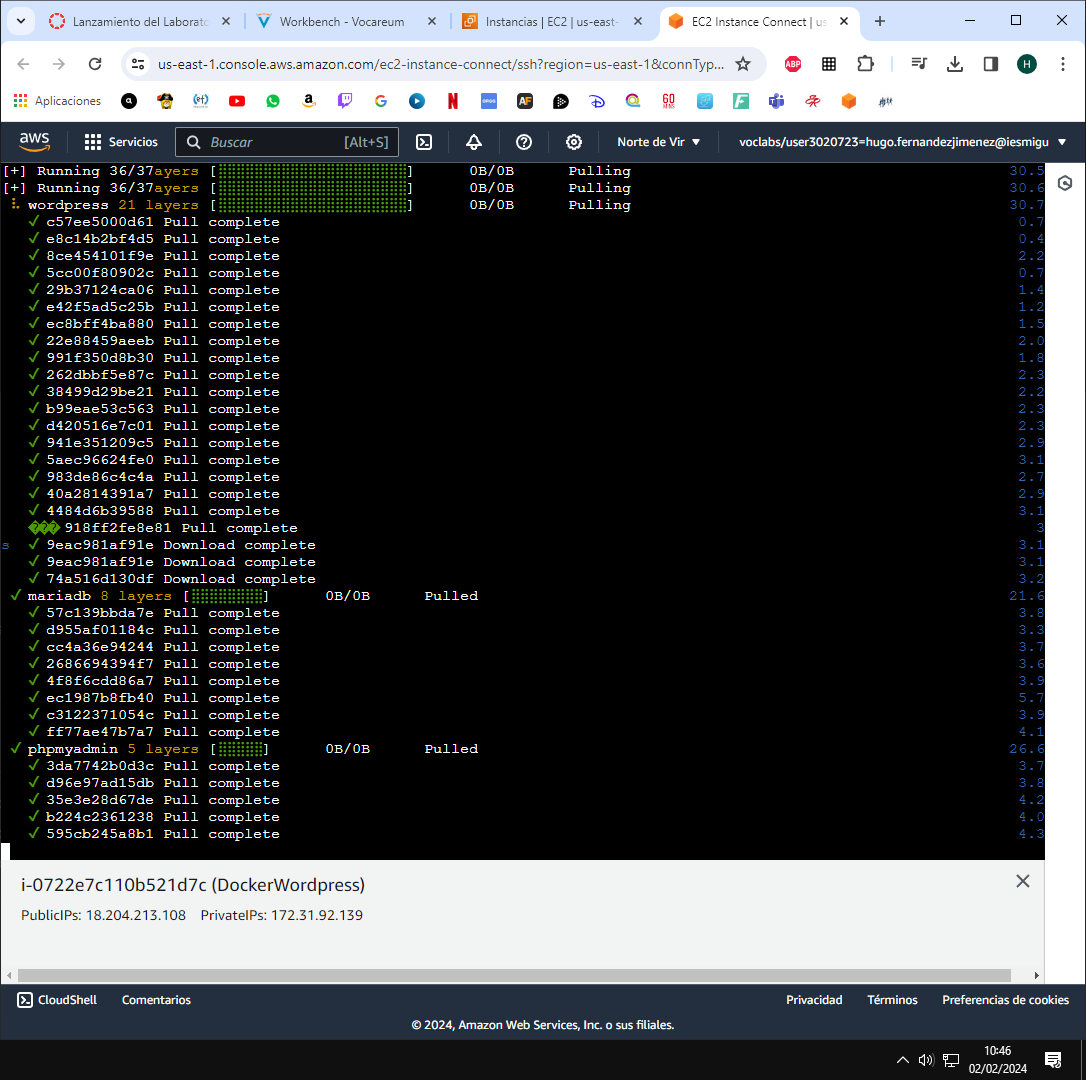 Lanzamiento del Laborato
Workbench - Vocareum
Instancias | EC2 | us-east-
EC2 Instance Connect | us
us-east-1.console.aws.amazon.com/ec2-instance-connect/ssh?region=us-east-1&connTyp...
ABP
H
Aplicaciones
aws
Servicios
Buscar
[Alt+S]
Norte de Vir
voclabs/user3020723=hugo.fernandezjimenez@iesmigu
[+] Running 36/37ayers [⣿⣿⣿⣿⣿⣿⣿⣿⣿⣿⣿⣿⣿⣿⣿⣿⣿⣿⣿⣿⣿] 0B/0B Pulling 30.5
[+] Running 36/37ayers [⣿⣿⣿⣿⣿⣿⣿⣿⣿⣿⣿⣿⣿⣿⣿⣿⣿⣿⣿⣿⣿] 0B/0B Pulling 30.6
wordpress 21 layers [⣿⣿⣿⣿⣿⣿⣿⣿⣿⣿⣿⣿⣿⣿⣿⣿⣿⣿⣿⣿⣿] 0B/0B Pulling 30.7
✓ c57ee5000d61 Pull complete 0.7
✓ e8c14b2bf4d5 Pull complete 0.4
✓ 8ce454101f9e Pull complete 2.2
✓ 5cc00f80902c Pull complete 0.7
✓ 29b37124ca06 Pull complete 1.4
✓ e42f5ad5c25b Pull complete 1.2
✓ ec8bff4ba880 Pull complete 1.5
✓ 22e88459aeeb Pull complete 2.0
✓ 991f350d8b30 Pull complete 1.8
✓ 262dbbf5e87c Pull complete 2.3
✓ 38499d29be21 Pull complete 2.2
✓ b99eae53c563 Pull complete 2.3
✓ d420516e7c01 Pull complete 2.3
✓ 941e351209c5 Pull complete 2.9
✓ 5aec96624fe0 Pull complete 3.1
✓ 983de86c4c4a Pull complete 2.7
✓ 40a2814391a7 Pull complete 2.9
✓ 4484d6b39588 Pull complete 3.1
��� 918ff2fe8e81 Pull complete 3
s ✓ 9eac981af91e Download complete 3.1
✓ 9eac981af91e Download complete 3.1
✓ 74a516d130df Download complete 3.2
✓ mariadb 8 layers [⣿⣿⣿⣿⣿⣿⣿⣿] 0B/0B Pulled 21.6
✓ 57c139bbda7e Pull complete 3.8
✓ d955af01184c Pull complete 3.3
✓ cc4a36e94244 Pull complete 3.7
✓ 2686694394f7 Pull complete 3.6
✓ 4f8f6cdd86a7 Pull complete 3.9
✓ ec1987b8fb40 Pull complete 5.7
✓ c3122371054c Pull complete 3.9
✓ ff77ae47b7a7 Pull complete 4.1
✓ phpmyadmin 5 layers [⣿⣿⣿⣿⣿] 0B/0B Pulled 26.6
✓ 3da7742b0d3c Pull complete 3.7
✓ d96e97ad15db Pull complete 3.8
✓ 35e3e28d67de Pull complete 4.2
✓ b224c2361238 Pull complete 4.0
✓ 595cb245a8b1 Pull complete 4.3
i-0722e7c110b521d7c (DockerWordpress)
PublicIPs: 18.204.213.108 PrivateIPs: 172.31.92.139
CloudShell
Comentarios
Privacidad
Términos
Preferencias de cookies
© 2024, Amazon Web Services, Inc. o sus filiales.
10:46
02/02/2024